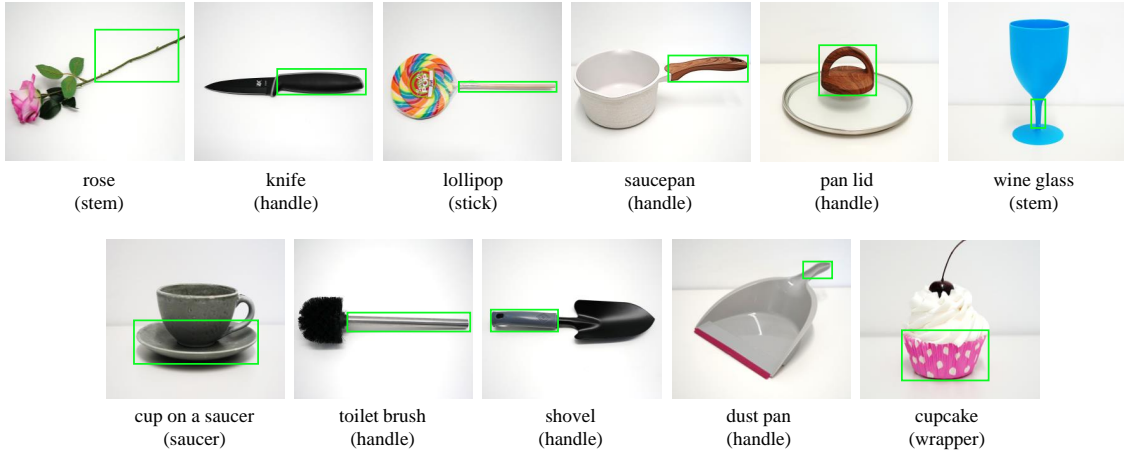 rose
(stem)
knife
(handle)
lollipop
(stick)
saucepan
(handle)
pan lid
(handle)
wine glass
(stem)
cup on a saucer
(saucer)
toilet brush
(handle)
shovel
(handle)
dust pan
(handle)
cupcake
(wrapper)